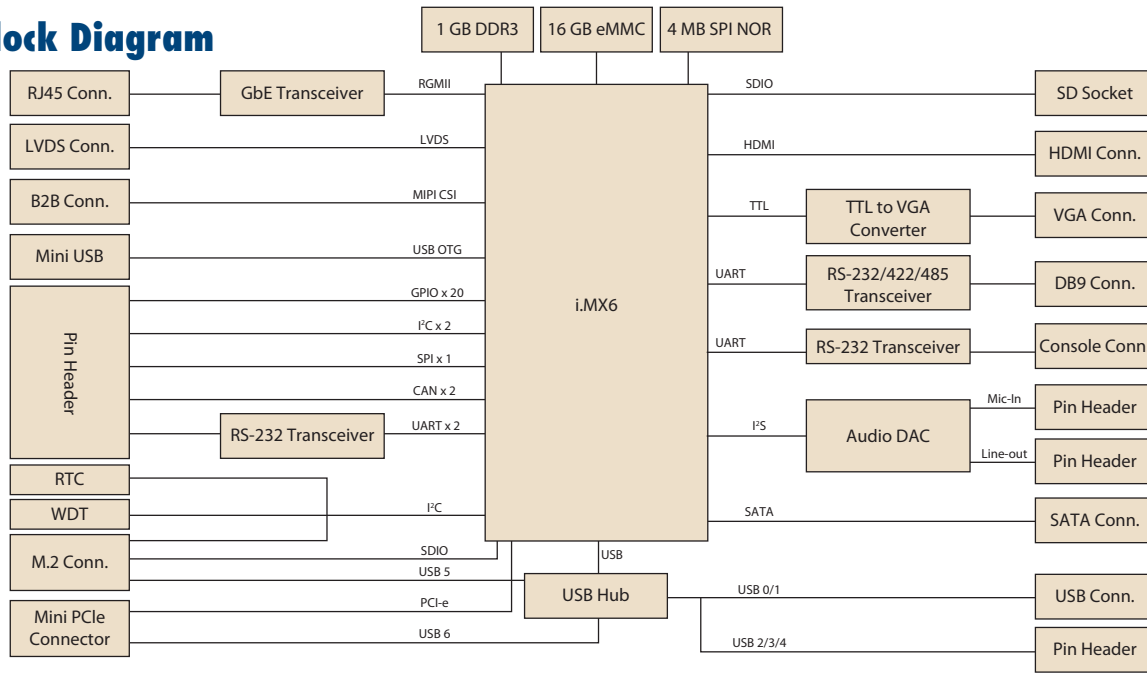 lock Diagram
1 GB DDR3
16 GB eMMC
4 MB SPI NOR
RJ45 Conn.
GbE Transceiver
RGMII
SDIO
SD Socket
LVDS Conn.
LVDS
HDMI
HDMI Conn.
B2B Conn.
MIPI CSI
TTL
TTL to VGA
Converter
VGA Conn.
Mini USB
USB OTG
UART
RS-232/422/485
Transceiver
DB9 Conn.
Pin Header
GPIO x 20
I²C x 2
SPI x 1
CAN x 2
RS-232 Transceiver
UART x 2
i.MX6
UART
RS-232 Transceiver
Console Conn
I²S
Audio DAC
Mic-In
Pin Header
Line-out
Pin Header
RTC
WDT
I²C
SATA
SATA Conn.
M.2 Conn.
SDIO
USB 5
USB
USB Hub
USB 0/1
USB Conn.
Mini PCIe
Connector
PCI-e
USB 6
USB 2/3/4
Pin Header